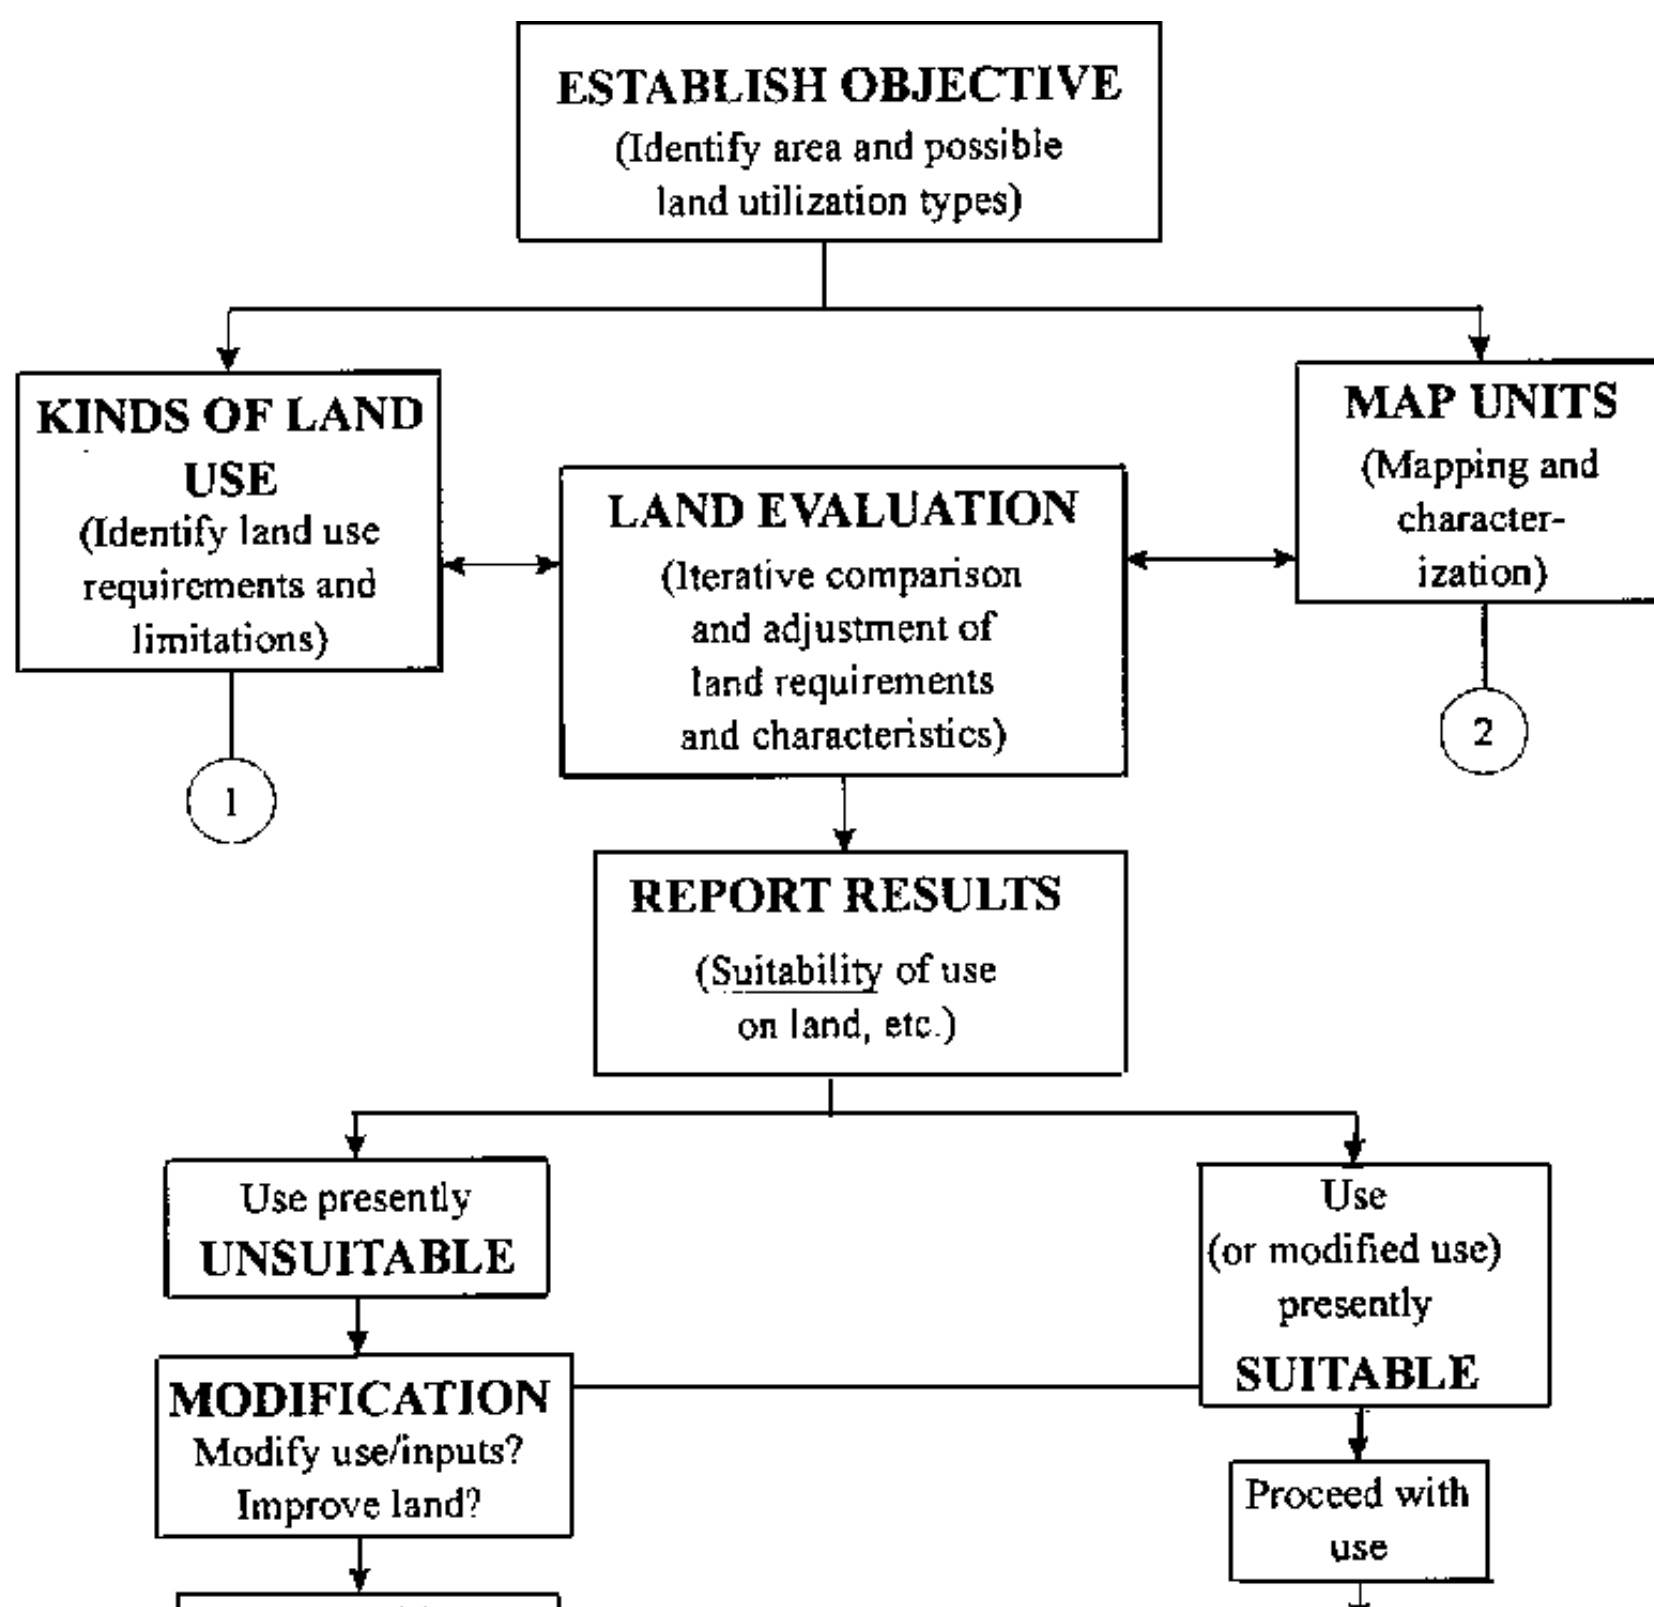 ESTABLISH OBJECTIVE
(Identify area and possible
land utilization types)
KINDS OF LAND
USE
(Identify land use
requirements and
limitations)
1
LAND EVALUATION
(Iterative comparison
and adjustment of
land requirements
and characteristics)
MAP UNITS
(Mapping and
character-
ization)
2
REPORT RESULTS
(Suitability of use
on land, etc.)
Use presently
UNSUITABLE
MODIFICATION
Modify use/inputs?
Improve land?
Use
(or modified use)
presently
SUITABLE
Proceed with
use